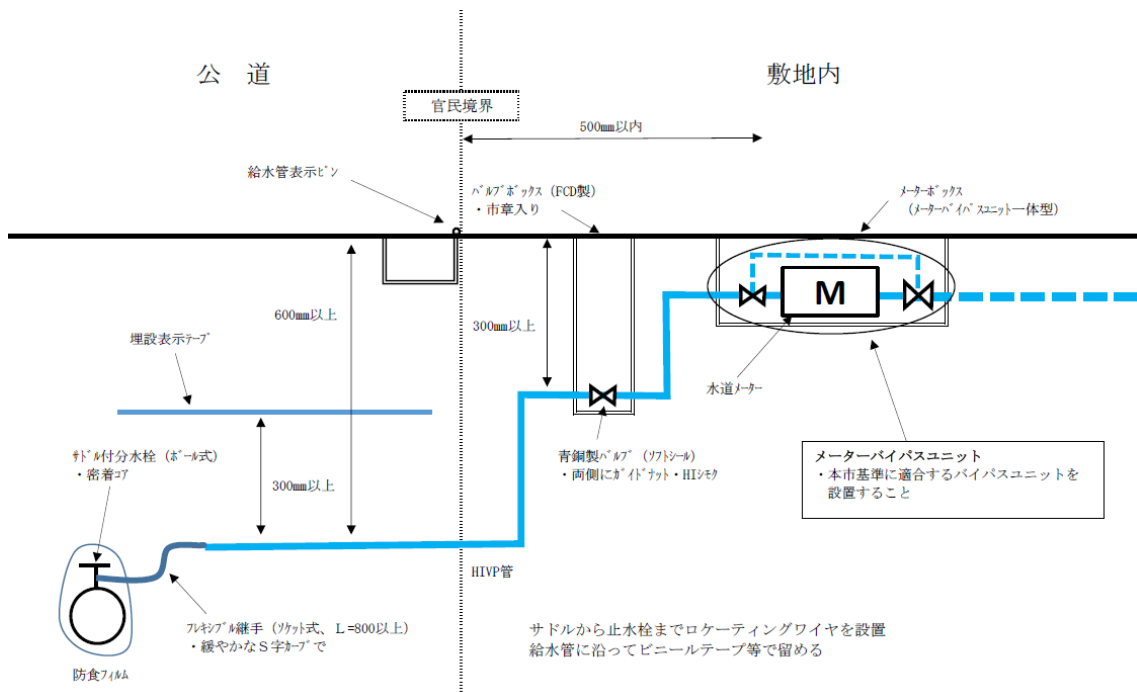 公　道
敷地内
官民境界
500㎜以内
給水管表示ﾋﾟﾝ
ﾊﾞﾙﾌﾞﾎﾞｯｸｽ（FCD製）
・市章入り
ﾒｰﾀｰﾎﾞｯｸｽ
（ﾒｰﾀｰﾊﾞｲﾊﾟｽﾕﾆｯﾄ一体型）
M
600㎜以上
300㎜以上
埋設表示ﾃｰﾌﾟ
水道ﾒｰﾀｰ
ｻﾄﾞﾙ付分水栓（ﾎﾞｰﾙ式）
・密着ｺｱ
300㎜以上
青銅製ﾊﾞﾙﾌﾞ（ｿﾌﾄｼｰﾙ）
・両側にｶﾞｲﾄﾞﾅｯﾄ・HIｼﾓｸ
メーターバイパスユニット
・本市基準に適合するバイパスユニットを
設置すること
HIVP管
ﾌﾚｷｼﾌﾞﾙ継手（ｿｹｯﾄ式、Ｌ=800以上）
・緩やかなＳ字ｶｰﾌﾞで
防食ﾌｨﾙﾑ
サドルから止水栓までロケーティングワイヤを設置
給水管に沿ってビニールテープ等で留める